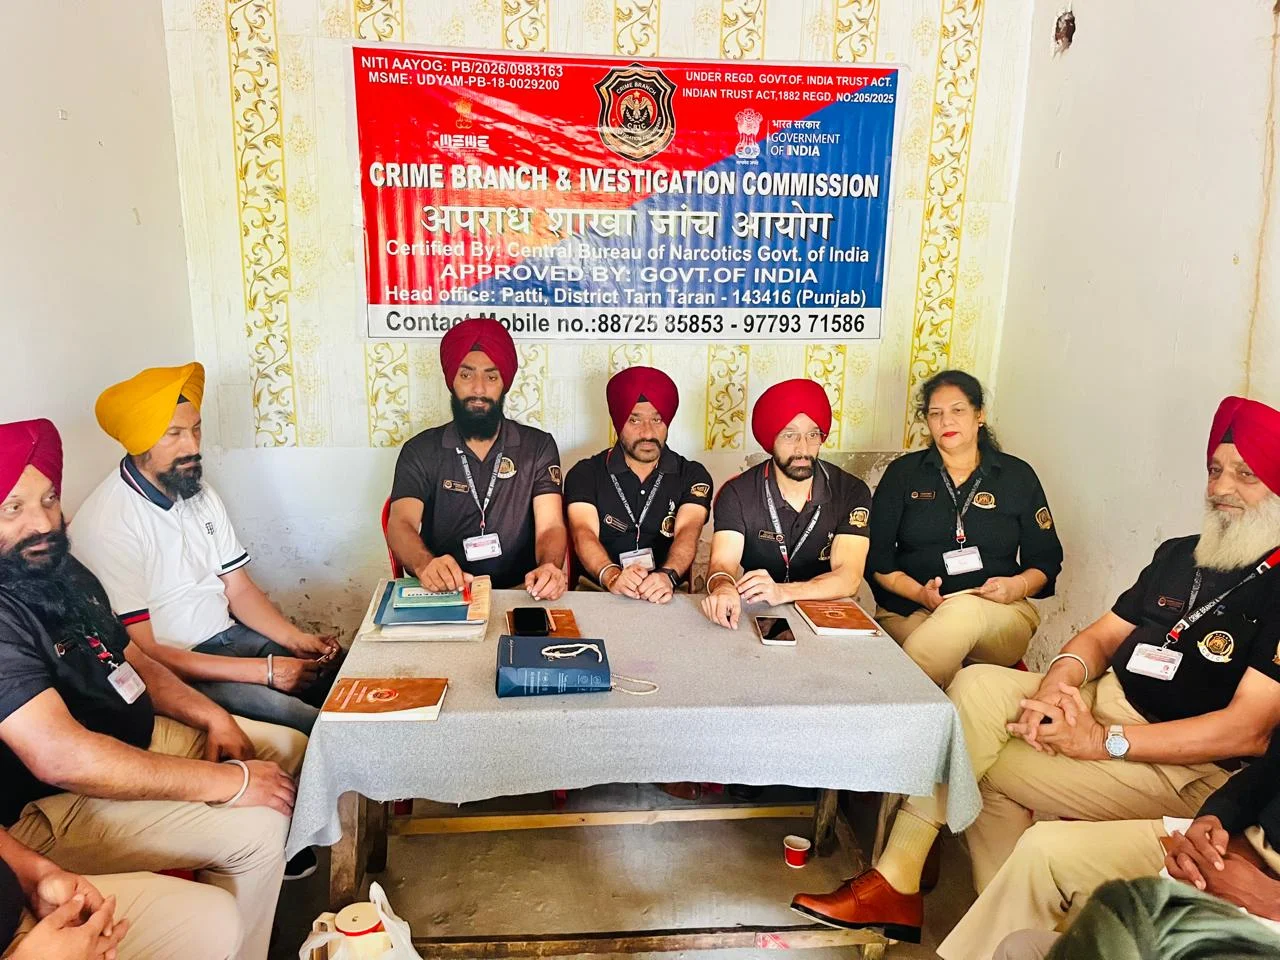 NITI AAYOG: PB/2026/0983163
MSME: UDYAM-PB-18-0029200
UNDER REGD. GOVT.OF. INDIA TRUST ACT.
INDIAN TRUST ACT,1882 REGD. NO:205/2025
CRIME BRANCH
भारत सरकार
GOVERNMENT
OF INDIA
CRIME BRANCH & IVESTIGATION COMMISSION
अपराध शाखा जांच आयोग
Certified By: Central Bureau of Narcotics Govt. of India
APPROVED BY: GOVT.OF INDIA
Head office: Patti, District Tarn Taran - 143416 (Punjab)
Contact Mobile no.:88725 85853 - 97793 71586